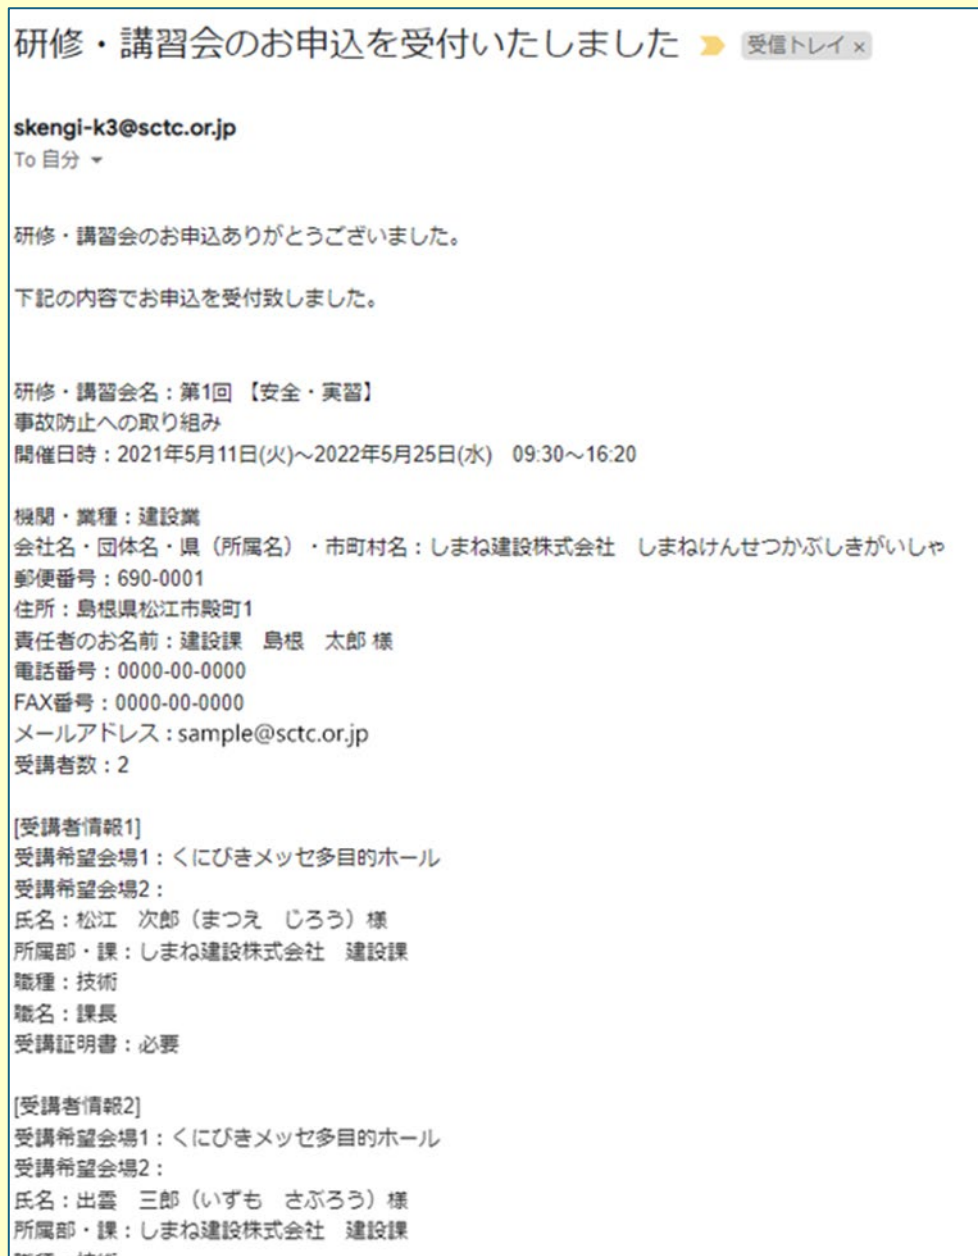 研修・講習会のお申込を受付いたしました 受信トレイ ×
skengi-k3@sctc.or.jp
To 自分
研修・講習会のお申込ありがとうございました。
下記の内容でお申込を受付致しました。
研修・講習会名：第1回 【安全・実習】
事故防止への取り組み
開催日時：2021年5月11日(火)～2022年5月25日(水)　09:30～16:20
機関・業種：建設業
会社名・団体名・県（所属名）・市町村名：しまね建設株式会社　しまねけんせつかぶしきがいしゃ
郵便番号：690-0001
住所：島根県松江市殿町1
責任者のお名前：建設課　島根　太郎 様
電話番号：0000-00-0000
FAX番号：0000-00-0000
メールアドレス：sample@sctc.or.jp
受講者数：2
[受講者情報1]
受講希望会場1：くにびきメッセ多目的ホール
受講希望会場2：
氏名：松江　次郎（まつえ　じろう）様
所属部・課：しまね建設株式会社　建設課
職種：技術
職名：課長
受講証明書：必要
[受講者情報2]
受講希望会場1：くにびきメッセ多目的ホール
受講希望会場2：
氏名：出雲　三郎（いずも　さぶろう）様
所属部・課：しまね建設株式会社　建設課